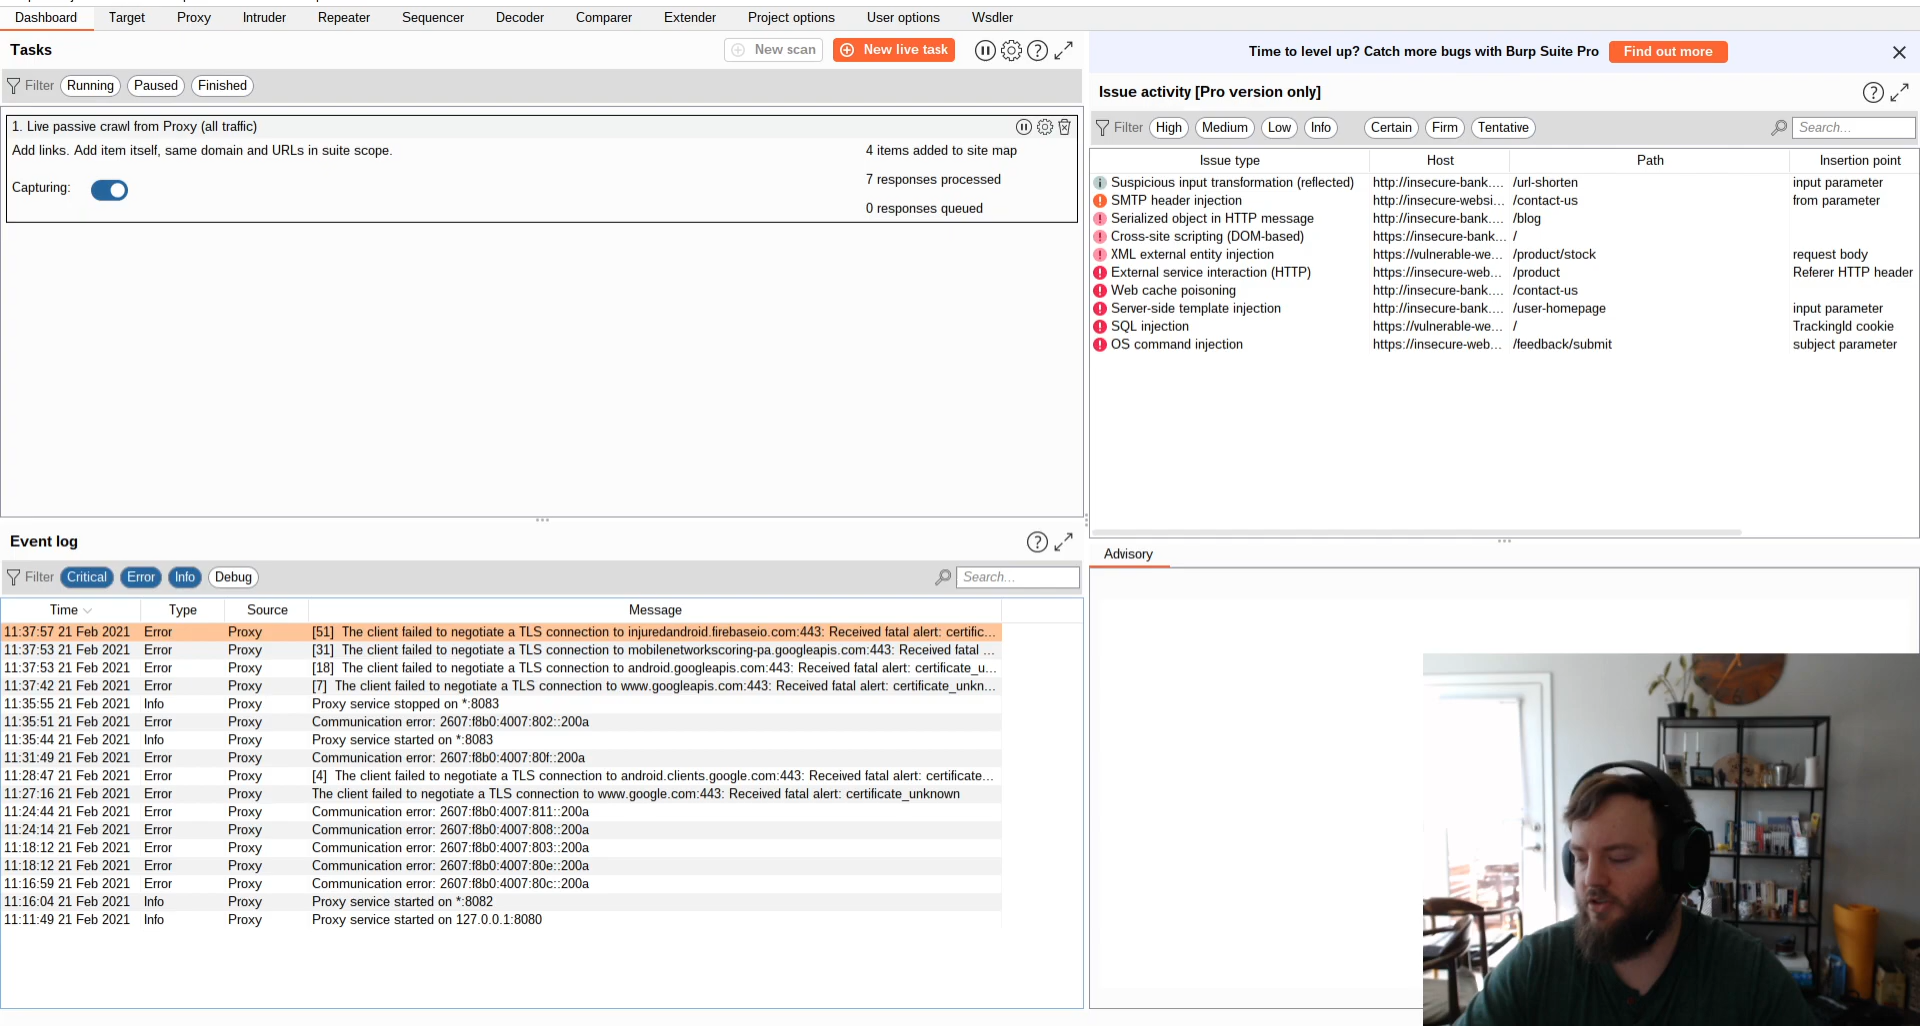 Dashboard Target Proxy Intruder Repeater Sequencer Decoder Comparer Extender Project options User options Wsdler
Tasks New scan New live task
Filter Running Paused Finished
1. Live passive crawl from Proxy (all traffic)
Add links. Add item itself, same domain and URLs in suite scope. 4 items added to site map
Capturing: 7 responses processed
0 responses queued
Time to level up? Catch more bugs with Burp Suite Pro Find out more
Issue activity [Pro version only]
Filter High Medium Low Info Certain Firm Tentative Search...
Issue type Host Path Insertion point
Suspicious input transformation (reflected) http://insecure-bank.... /url-shorten input parameter
SMTP header injection http://insecure-websi... /contact-us from parameter
Serialized object in HTTP message http://insecure-bank.... /blog
Cross-site scripting (DOM-based) https://insecure-bank... /
XML external entity injection https://vulnerable-we... /product/stock request body
External service interaction (HTTP) https://insecure-web... /product Referer HTTP header
Web cache poisoning http://insecure-bank.... /contact-us
Server-side template injection http://insecure-bank.... /user-homepage input parameter
SQL injection https://vulnerable-we... / TrackingId cookie
OS command injection https://insecure-web... /feedback/submit subject parameter
Advisory
Event log
Filter Critical Error Info Debug Search...
Time Type Source Message
11:37:57 21 Feb 2021 Error Proxy [51] The client failed to negotiate a TLS connection to injuredandroid.firebaseio.com:443: Received fatal alert: certific...
11:37:53 21 Feb 2021 Error Proxy [31] The client failed to negotiate a TLS connection to mobilenetworkscoring-pa.googleapis.com:443: Received fatal ...
11:37:53 21 Feb 2021 Error Proxy [18] The client failed to negotiate a TLS connection to android.googleapis.com:443: Received fatal alert: certificate_u...
11:37:42 21 Feb 2021 Error Proxy [7] The client failed to negotiate a TLS connection to www.googleapis.com:443: Received fatal alert: certificate_unkn...
11:35:55 21 Feb 2021 Info Proxy Proxy service stopped on *:8083
11:35:51 21 Feb 2021 Error Proxy Communication error: 2607:f8b0:4007:802::200a
11:35:44 21 Feb 2021 Info Proxy Proxy service started on *:8083
11:31:49 21 Feb 2021 Error Proxy Communication error: 2607:f8b0:4007:80f::200a
11:28:47 21 Feb 2021 Error Proxy [4] The client failed to negotiate a TLS connection to android.clients.google.com:443: Received fatal alert: certificate...
11:27:16 21 Feb 2021 Error Proxy The client failed to negotiate a TLS connection to www.google.com:443: Received fatal alert: certificate_unknown
11:24:44 21 Feb 2021 Error Proxy Communication error: 2607:f8b0:4007:811::200a
11:24:14 21 Feb 2021 Error Proxy Communication error: 2607:f8b0:4007:808::200a
11:18:12 21 Feb 2021 Error Proxy Communication error: 2607:f8b0:4007:803::200a
11:18:12 21 Feb 2021 Error Proxy Communication error: 2607:f8b0:4007:80e::200a
11:16:59 21 Feb 2021 Error Proxy Communication error: 2607:f8b0:4007:80c::200a
11:16:04 21 Feb 2021 Info Proxy Proxy service started on *:8082
11:11:49 21 Feb 2021 Info Proxy Proxy service started on 127.0.0.1:8080